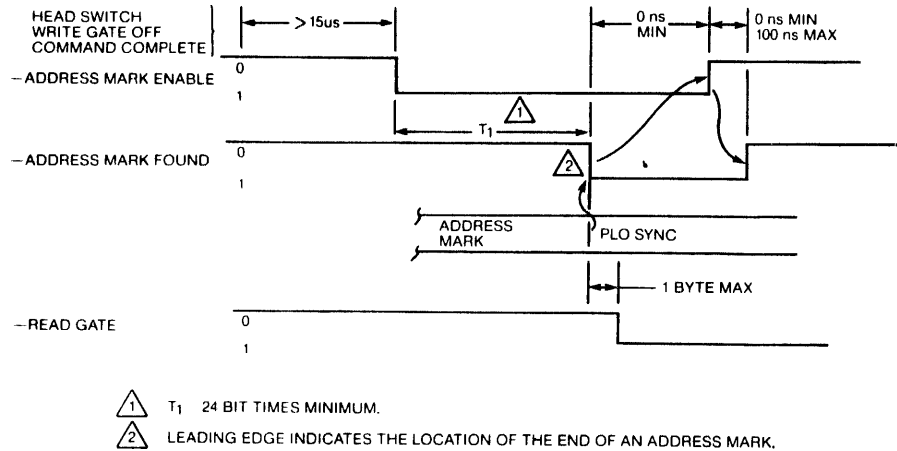 HEAD SWITCH
WRITE GATE OFF
COMMAND COMPLETE
> 15us
0 ns
MIN
0 ns MIN
100 ns MAX
0
—ADDRESS MARK ENABLE
1
1
T1
0
—ADDRESS MARK FOUND
1
2
ADDRESS
MARK
PLO SYNC
1 BYTE MAX
0
—READ GATE
1
1 T1 24 BIT TIMES MINIMUM.
2 LEADING EDGE INDICATES THE LOCATION OF THE END OF AN ADDRESS MARK.